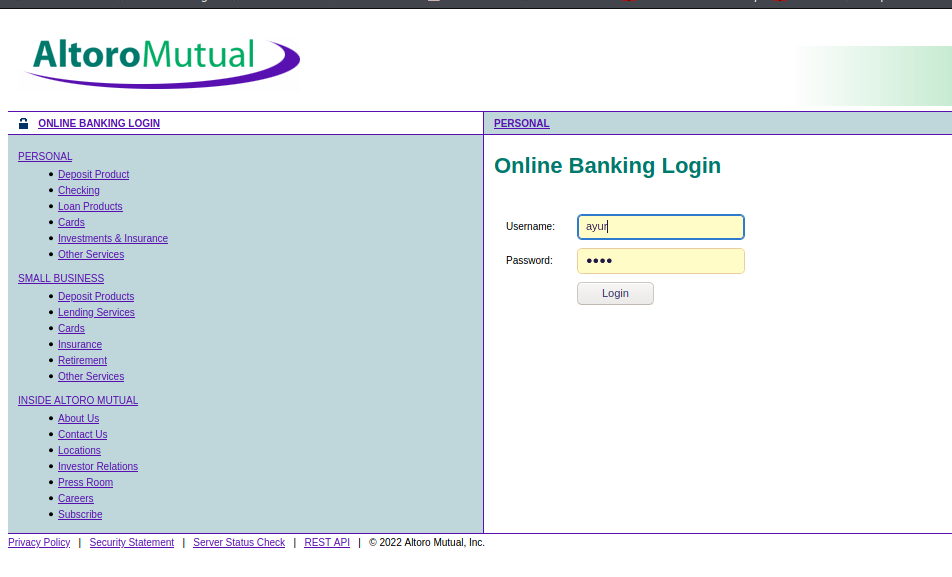 AltoroMutual
ONLINE BANKING LOGIN
PERSONAL
PERSONAL
Deposit Product
Checking
Loan Products
Cards
Investments & Insurance
Other Services
SMALL BUSINESS
Deposit Products
Lending Services
Cards
Insurance
Retirement
Other Services
INSIDE ALTORO MUTUAL
About Us
Contact Us
Locations
Investor Relations
Press Room
Careers
Subscribe
Online Banking Login
Username: ayur
Password: ●●●●
Login
Privacy Policy | Security Statement | Server Status Check | REST API | © 2022 Altoro Mutual, Inc.